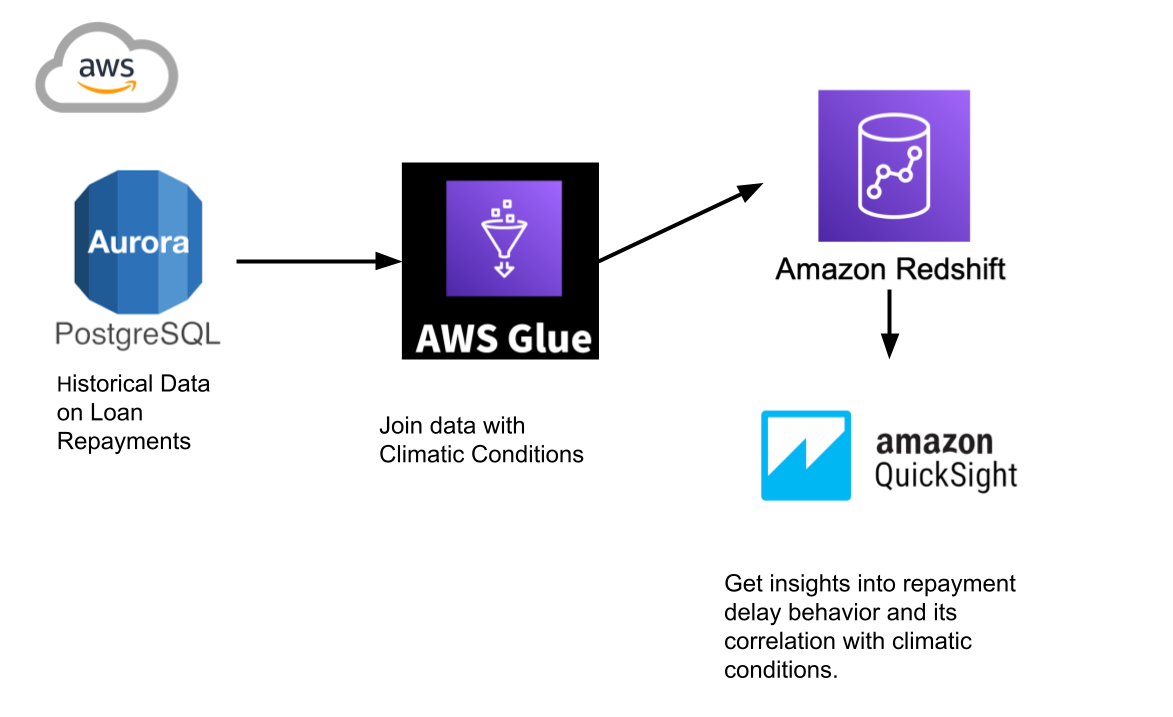 aws
Aurora
PostgreSQL
Historical Data
on Loan
Repayments
AWS Glue
Join data with
Climatic Conditions
Amazon Redshift
amazon
QuickSight
Get insights into repayment
delay behavior and its
correlation with climatic
conditions.